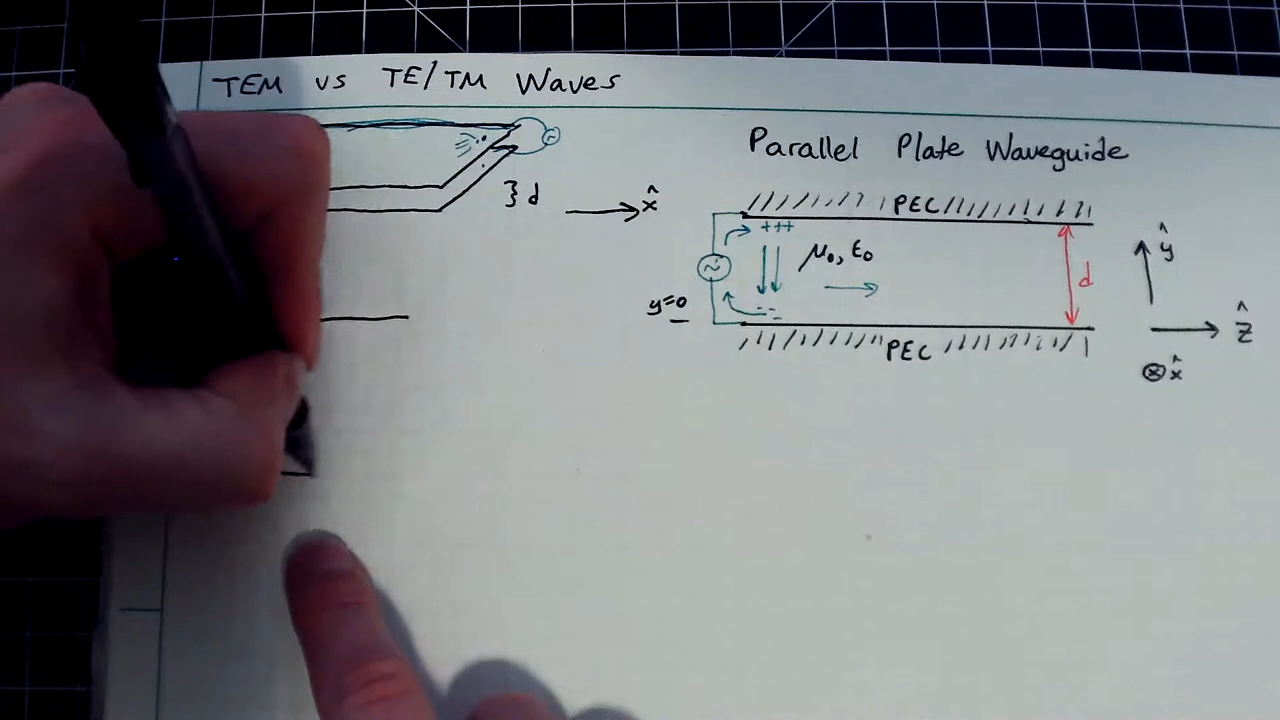 TEM vs TE/TM Waves
d
x̂
Parallel Plate Waveguide
PEC
+++
μ₀, ε₀
~
y=0
d
- - -
PEC
ŷ
ẑ
x̂